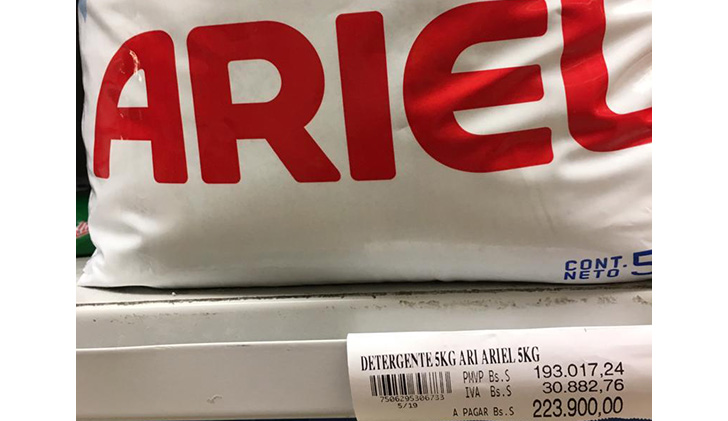 ARIEL
CONT. 5
NETO
DETERGENTE 5KG ARI ARIEL 5KG
PMVP Bs.S 193.017,24
IVA Bs.S 30.882,76
7506295306733
5/19
A PAGAR Bs.S 223.900,00